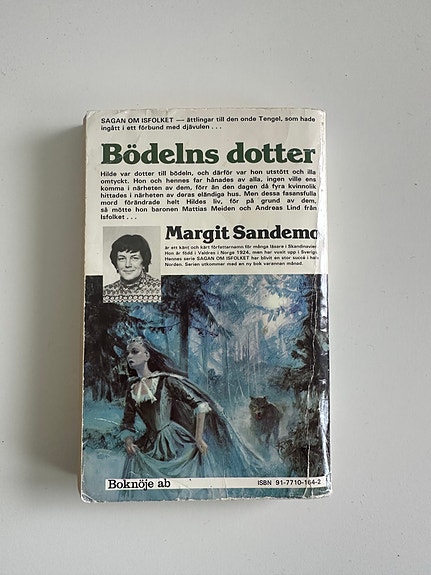 SAGAN OM ISFOLKET — ättlingar till den onde Tengel, som hade
ingått i ett förbund med djävulen . . .
Bödelns dotter
Hilde var dotter till bödeln, och därför var hon utstött och illa
omtyckt. Hon och hennes far hånades av alla, ingen ville ens
komma i närheten av dem, förr än den dagen då fyra kvinnolik
hittades i närheten av deras eländiga hus. Men dessa fasansfulla
mord förändrade helt Hildes liv, för på grund av dem,
så mötte hon baronen Mattias Meiden och Andreas Lind från
Isfolket . . .
Margit Sandemo
är ett känt och kärt författarnamn för många läsare i Skandinavien
Hon är född i Valdres i Norge 1924, men har vuxit upp i Sverige
Hennes serie SAGAN OM ISFOLKET har blivit en stor succé i hela
Norden. Serien utkommer med en ny bok varannan månad.
Boknöje ab
ISBN 91-7710-164-2